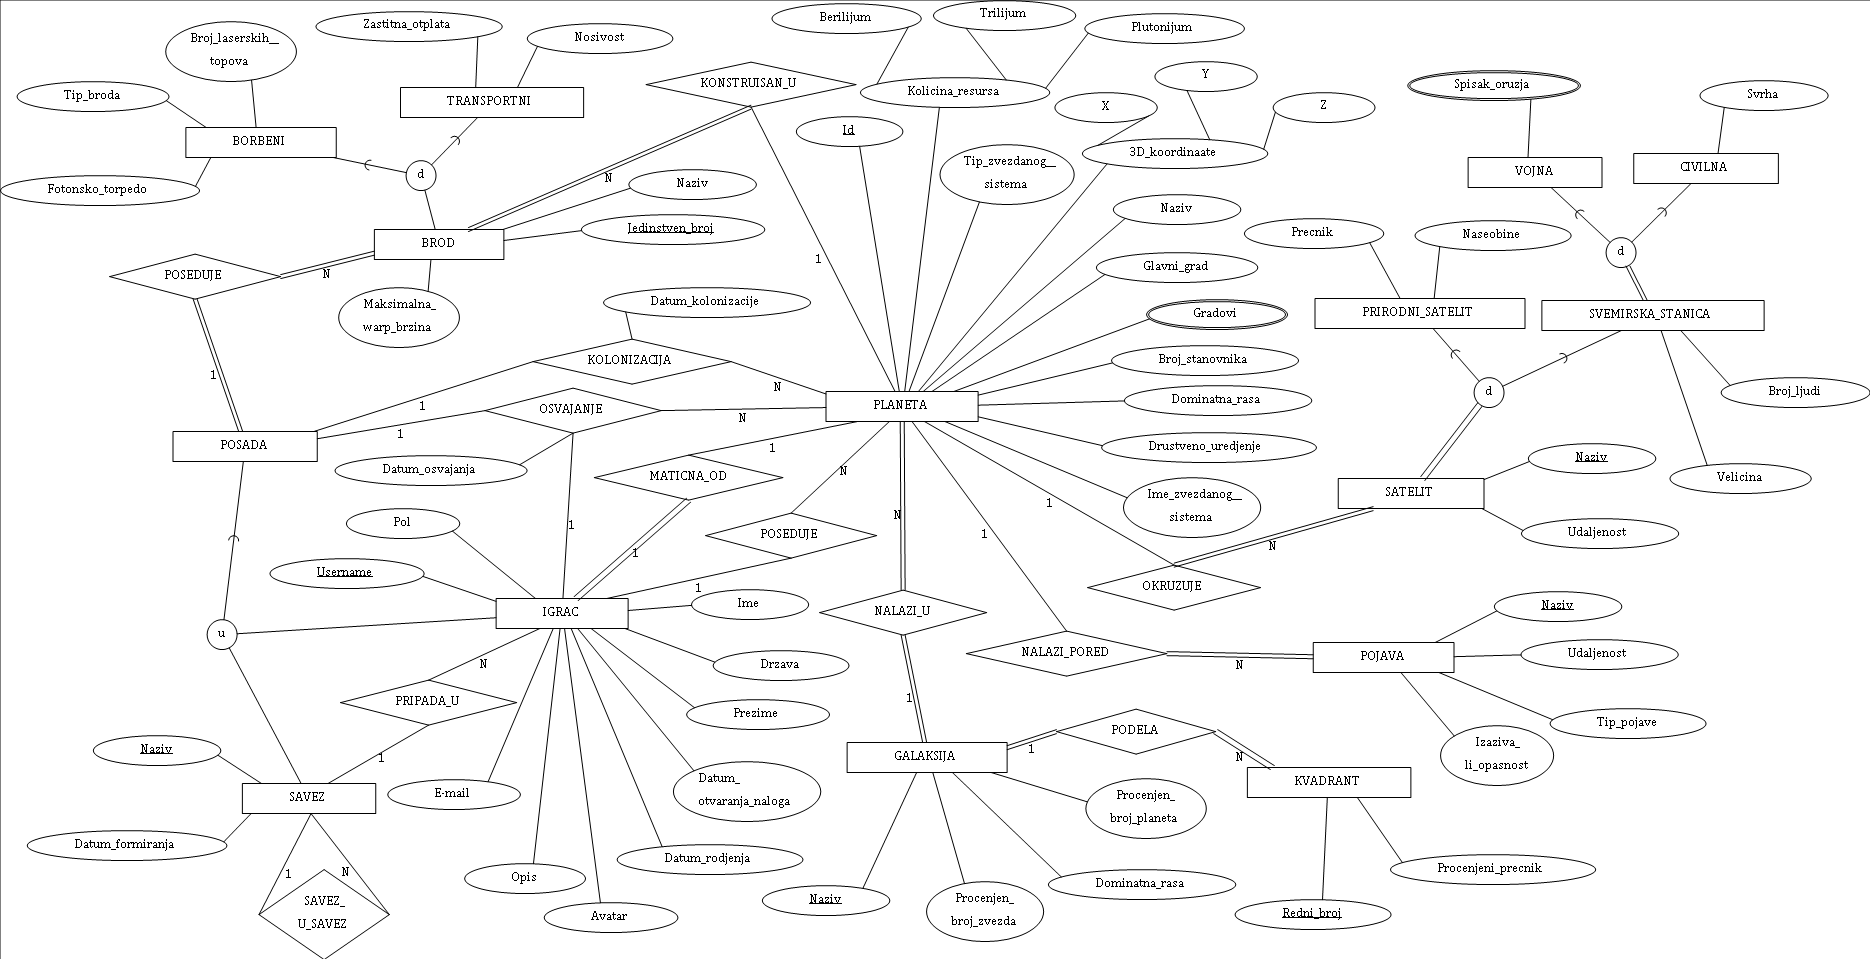 Berilijum
Trilijum
Zastitna_otplata
Plutonijum
Broj_laserskih_
topova
Nosivost
Y
KONSTRUISAN_U
Spisak_oruzja
Kolicina_resursa
Tip_broda
Svrha
TRANSPORTNI
X
Z
Id
BORBENI
3D_koordinaate
Tip_zvezdanog_
sistema
VOJNA
CIVILNA
d
N
Fotonsko_torpedo
Naziv
Naziv
Jedinstven_broj
Precnik
Naseobine
BROD
d
1
Glavni_grad
POSEDUJE
N
Maksimalna_
warp_brzina
Datum_kolonizacije
Gradovi
PRIRODNI_SATELIT
SVEMIRSKA_STANICA
KOLONIZACIJA
Broj_stanovnika
1
N
d
Broj_ljudi
1
OSVAJANJE
PLANETA
Dominatna_rasa
N
1
POSADA
1
Drustveno_uredjenje
Naziv
Datum_osvajanja
MATICNA_OD
N
Velicina
SATELIT
Ime_zvezdanog_
sistema
1
N
Pol
1
POSEDUJE
1
Udaljenost
1
N
Username
OKRUZUJE
1
Ime
IGRAC
NALAZI_U
Naziv
u
NALAZI_PORED
N
POJAVA
Udaljenost
N
Drzava
PRIPADA_U
1
Prezime
Tip_pojave
PODELA
Naziv
1
1
GALAKSIJA
N
Izaziva_
li_opasnost
Datum_
otvaranja_naloga
KVADRANT
SAVEZ
E-mail
Procenjen_
broj_planeta
Datum_formiranja
Datum_rodjenja
1
N
Opis
Procenjeni_precnik
Dominatna_rasa
SAVEZ_
U_SAVEZ
Naziv
Avatar
Procenjen_
broj_zvezda
Redni_broj